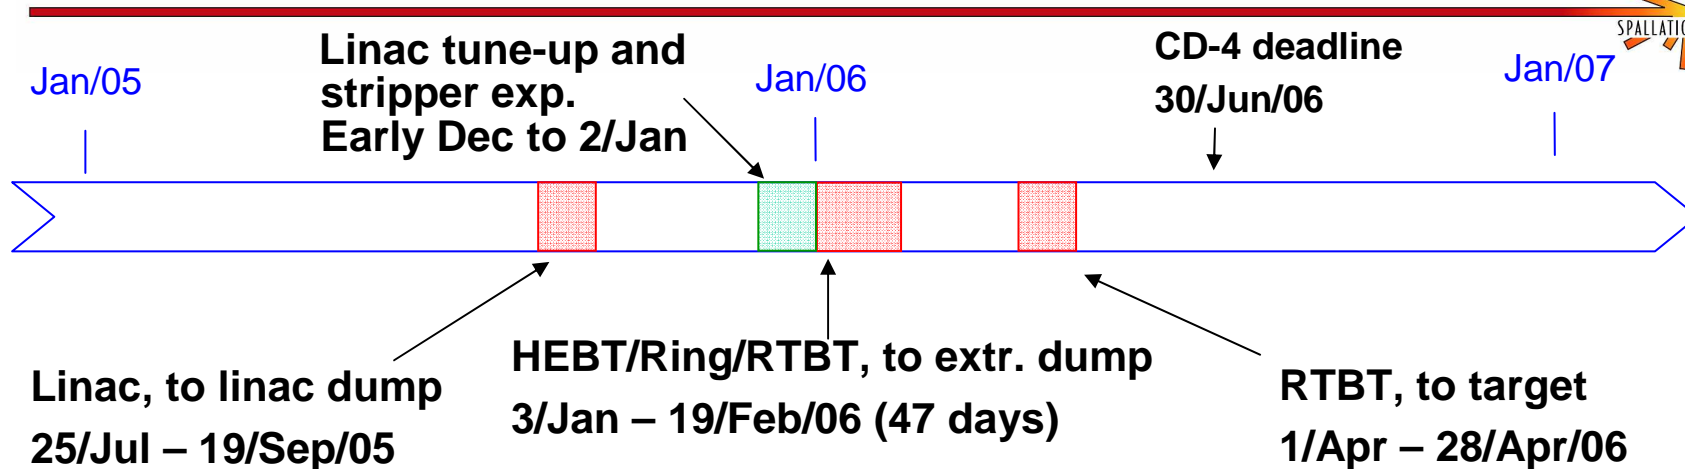 SPALLATIO
Jan/05
Linac tune-up and
stripper exp.
Early Dec to 2/Jan
Jan/06
CD-4 deadline
30/Jun/06
Jan/07
Linac, to linac dump
25/Jul – 19/Sep/05
HEBT/Ring/RTBT, to extr. dump
3/Jan – 19/Feb/06 (47 days)
RTBT, to target
1/Apr – 28/Apr/06